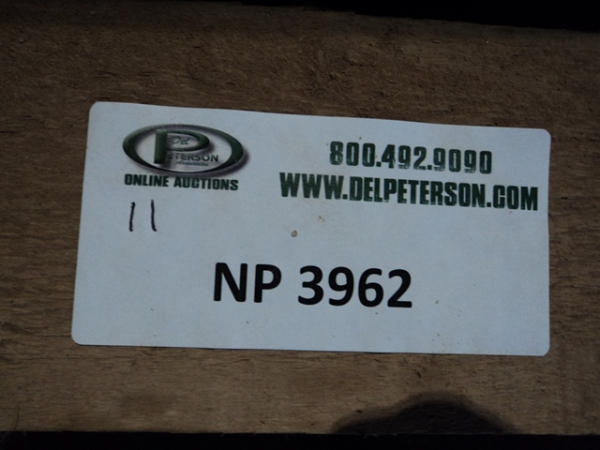 Del
PETERSON
ONLINE AUCTIONS
800.492.9090
WWW.DELPETERSON.COM
11
NP 3962